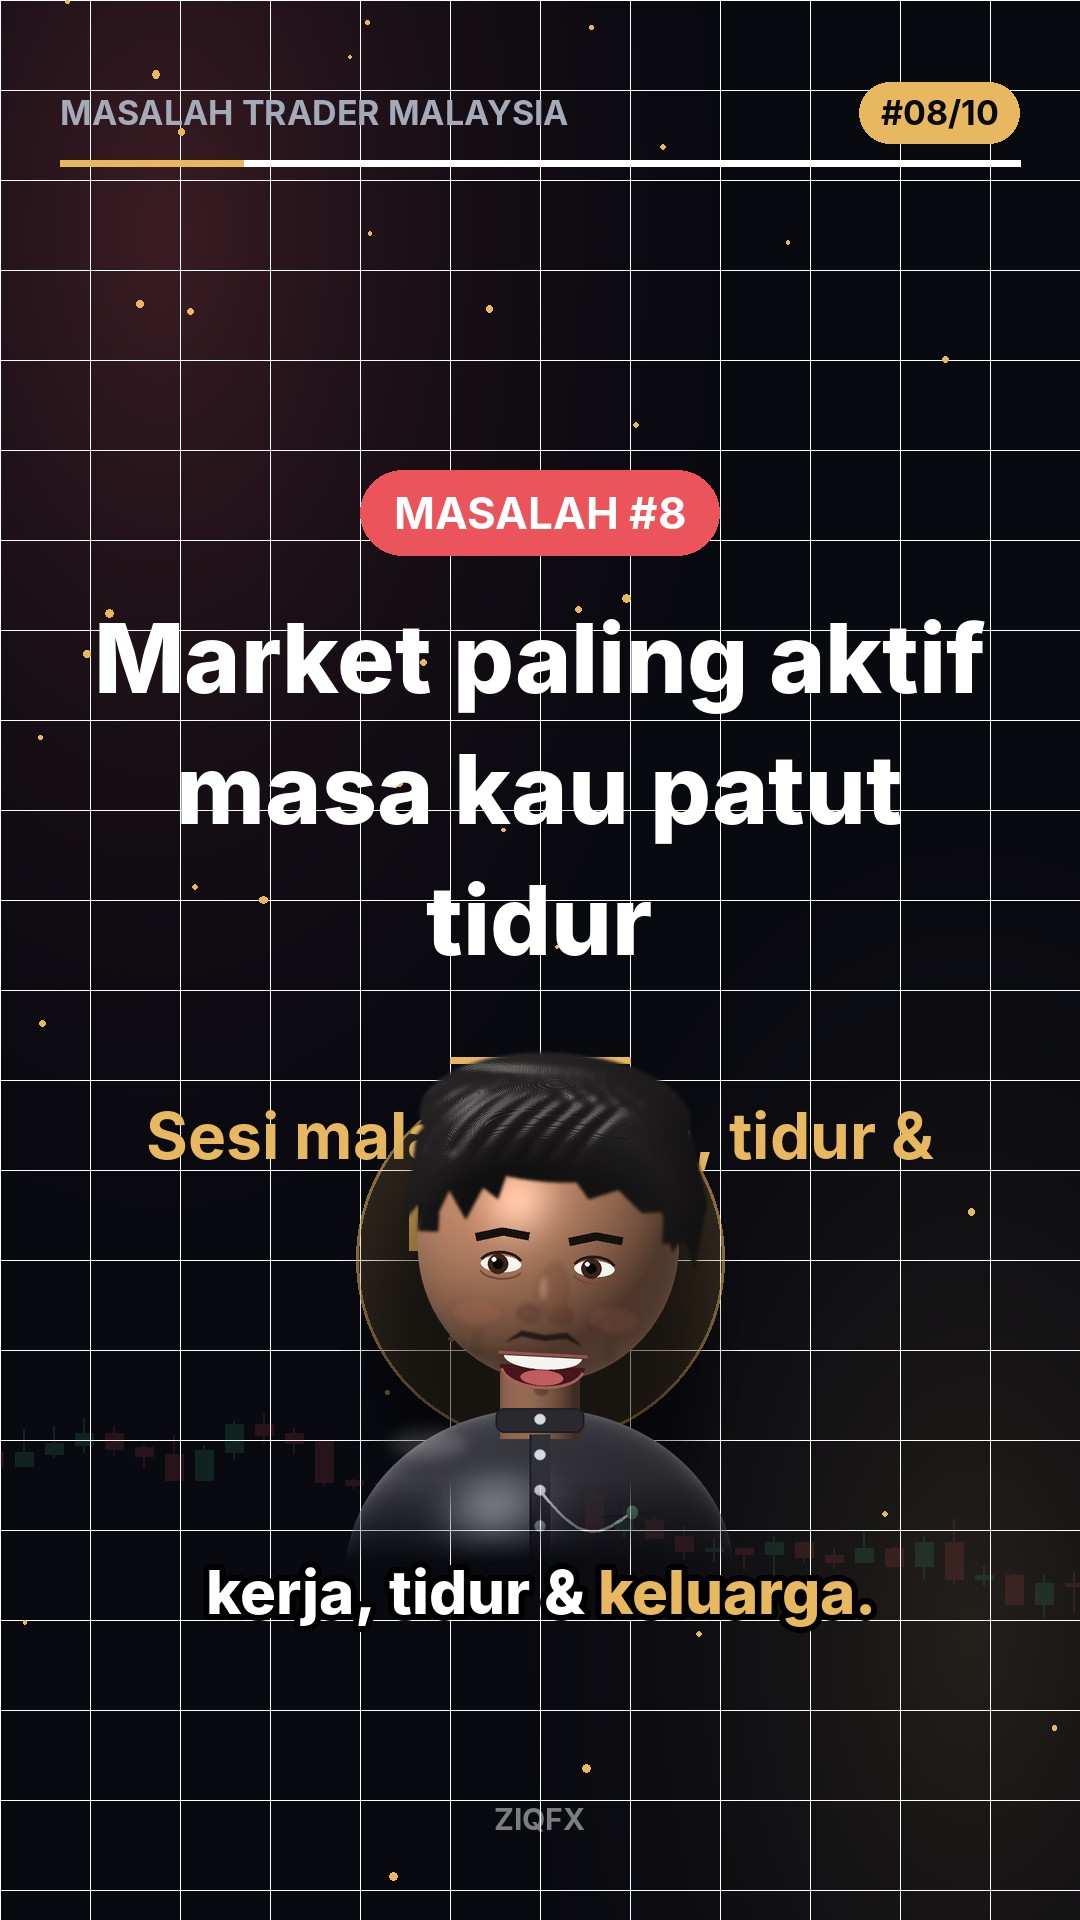 MASALAH TRADER MALAYSIA
#08/10
MASALAH #8
Market paling aktif
masa kau patut
tidur
Sesi , tidur &
kerja, tidur & keluarga.
ZIQFX